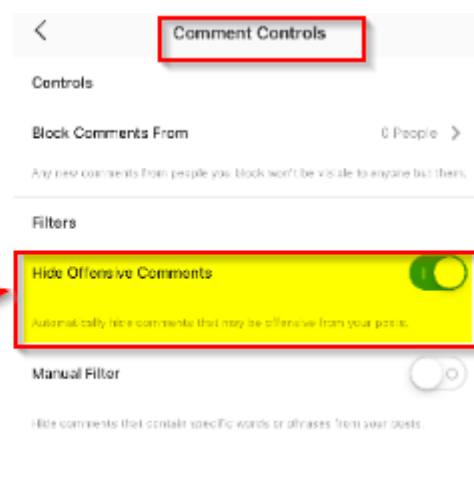 Comment Controls
Controls
Block Comments From 0 People
Any new comments from people you block won't be visible to anyone but them.
Filters
Hide Offensive Comments
Automatically hide comments that may be offensive from your posts.
Manual Filter
Hide comments that contain specific words or phrases from your posts.